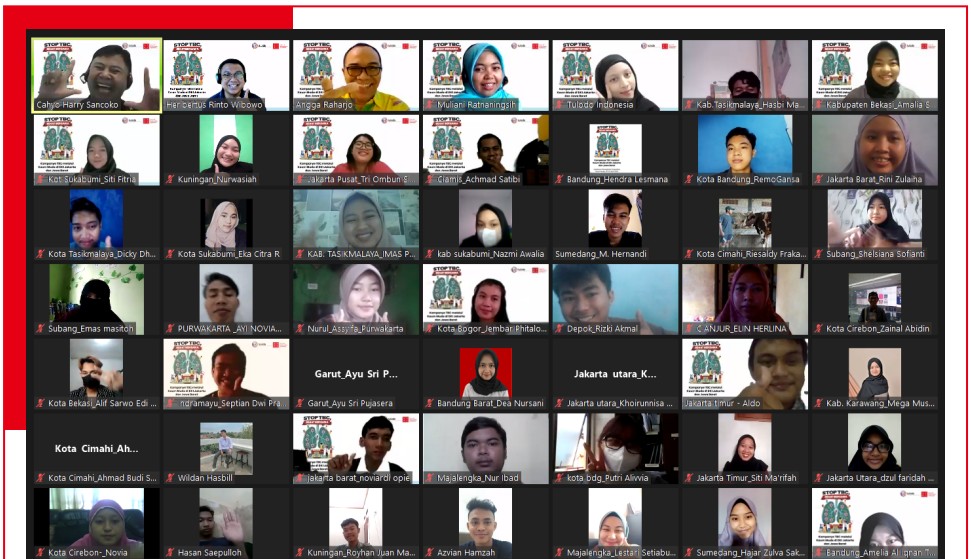 STOP TBC,
Cahyo Harry Sancoko
Heribertus Rinto Wibowo
Angga Raharjo
Muliani Ratnaningsih
Tulodo Indonesia
Kab.Tasikmalaya_Hasbi Ma...
Kabupaten Bekasi_Amalia S
Kot Sukabumi_Siti Fitria
Kuningan_Nurwasiah
Jakarta Pusat_Tri Ombun S...
Ciamis_Achmad Satibi
Bandung_Hendra Lesmana
Kota Bandung_RemoGansa
Jakarta Barat_Rini Zulaiha
Kota Tasikmalaya_Dicky Dh...
Kota Sukabumi_Eka Citra R
KAB. TASIKMALAYA_IMAS P...
kab sukabumi_Nazmi Awalia
Sumedang_M. Hernandi
Kota Cimahi_Riesaldy Fraka...
Subang_Shelsiana Sofianti
Subang_Emas masitoh
PURWAKARTA _AYI NOVIA...
Nurul_Assyifa_Purwakarta
Kota Bogor_Jembar Phitalo...
Depok_Rizki Akmal
ELIN HERLINA
Kota Cirebon_Zainal Abidin
Kota Bekasi_Alif Sarwo Edi ...
Indramayu_Septian Dwi Pra...
Garut_Ayu Sri P...
Garut_Ayu Sri Pujasera
Bandung Barat_Dea Nursani
Jakarta utara_K...
Jakarta utara_Khoirunnisa ...
Jakarta timur - Aldo
Kab. Karawang_Mega Mus...
Kota Cimahi_Ah...
Kota Cimahi_Ahmad Budi S...
Wildan Hasbill
Jakarta barat_noviardi opie
Majalengka_Nur Ibad
kota bdg_Putri Alivvia
Jakarta Timur_Siti Ma'rifah
Jakarta Utara_dzul faridah ...
Kota Cirebon-_Novia
Hasan Saepulloh
Kuningan_Royhan Juan Ma...
Azvian Hamzah
Majalengka_Lestari Setiabu...
Sumedang_Hajar Zulva Sak...
Bandung_Amelia